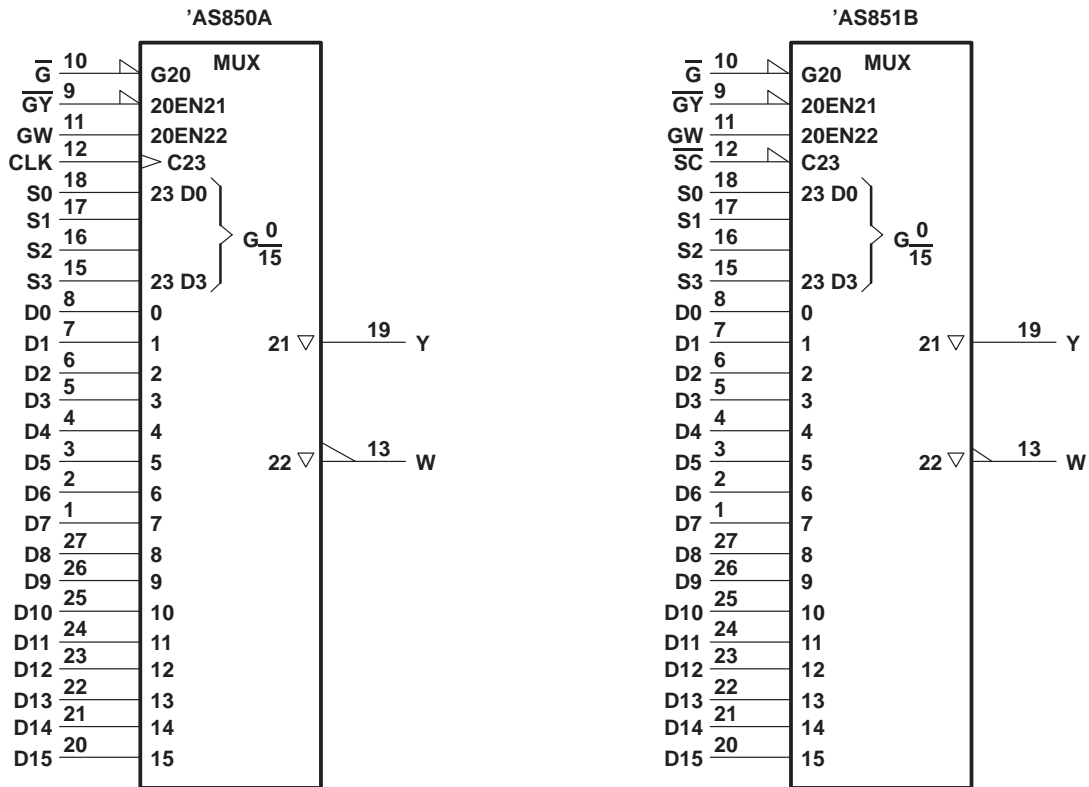 ’AS850A
MUX
G̅ 10 G20
G̅Y̅ 9 20EN21
GW 11 20EN22
CLK 12 C23
S0 18 23 D0
S1 17
S2 16
G 0/15
S3 15 23 D3
D0 8 0
D1 7 1
21 ▽ 19 Y
D2 6 2
D3 5 3
D4 4 4
D5 3 5
22 ▽ 13 W
D6 2 6
D7 1 7
D8 27 8
D9 26 9
D10 25 10
D11 24 11
D12 23 12
D13 22 13
D14 21 14
D15 20 15
’AS851B
MUX
G̅ 10 G20
G̅Y̅ 9 20EN21
GW 11 20EN22
S̅C̅ 12 C23
S0 18 23 D0
S1 17
S2 16
G 0/15
S3 15 23 D3
D0 8 0
D1 7 1
21 ▽ 19 Y
D2 6 2
D3 5 3
D4 4 4
D5 3 5
22 ▽ 13 W
D6 2 6
D7 1 7
D8 27 8
D9 26 9
D10 25 10
D11 24 11
D12 23 12
D13 22 13
D14 21 14
D15 20 15